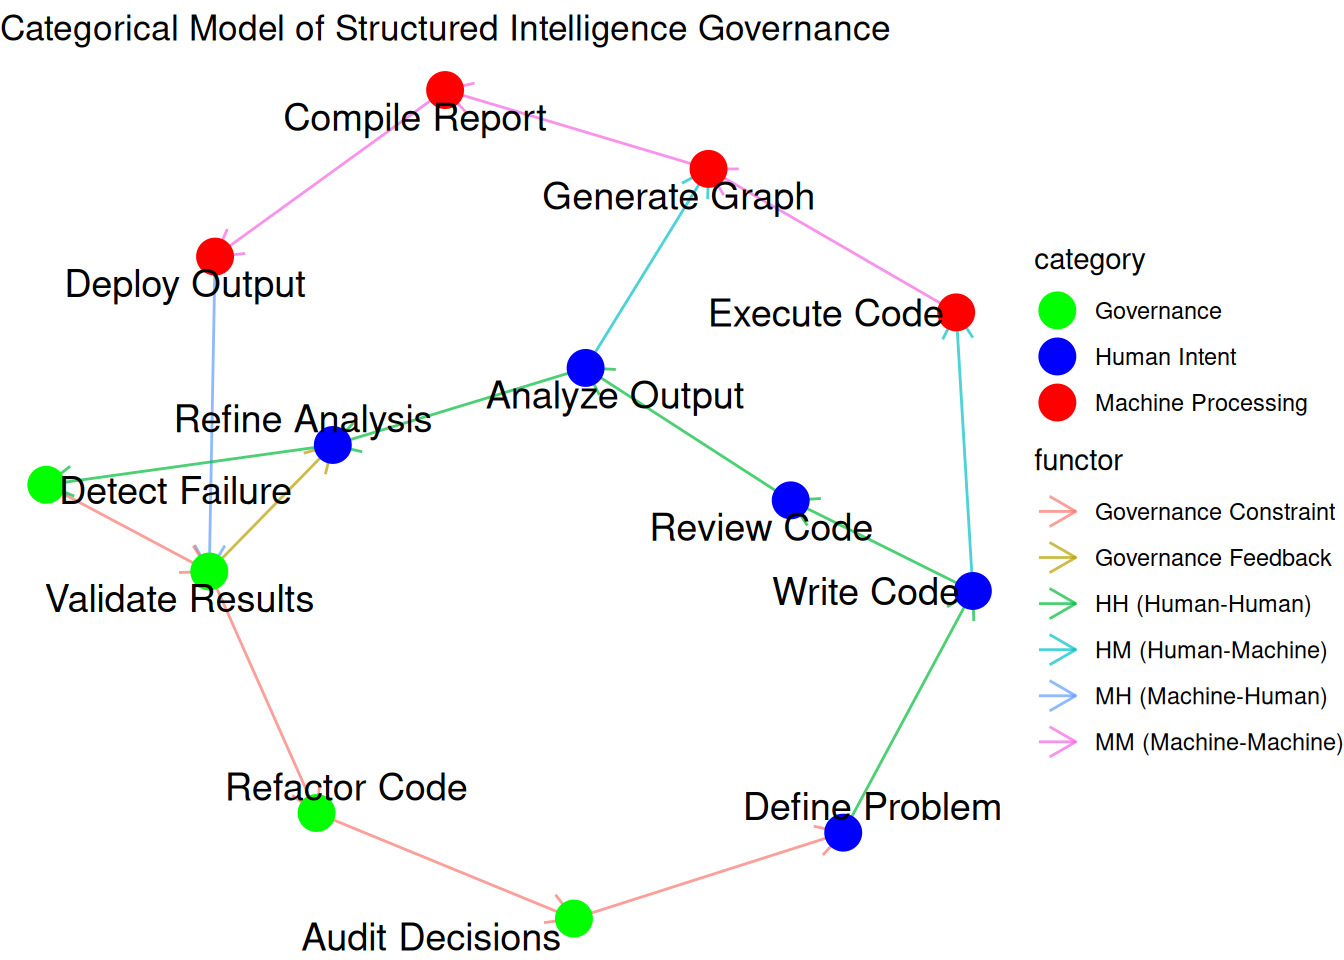 Categorical Model of Structured Intelligence Governance
Compile Report
Generate Graph
Deploy Output
Execute Code
Analyze Output
Refine Analysis
Detect Failure
Review Code
Validate Results
Write Code
Refactor Code
Define Problem
Audit Decisions
category
Governance
Human Intent
Machine Processing
functor
Governance Constraint
Governance Feedback
HH (Human-Human)
HM (Human-Machine)
MH (Machine-Human)
MM (Machine-Machine)